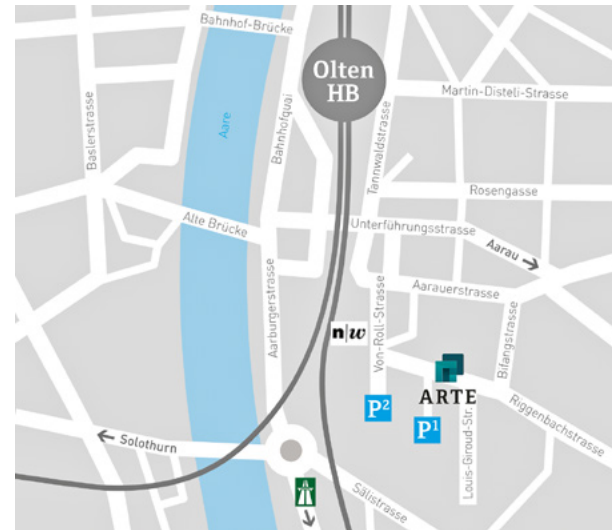 Bahnhof-Brücke
Olten
HB
Martin-Disteli-Strasse
Baslerstrasse
Aare
Bahnhofquai
Tannwaldstrasse
Rosengasse
Alte Brücke
Unterführungsstrasse
Aarau
Aarburgerstrasse
Aarauerstrasse
Von-Roll-Strasse
Bifangstrasse
n|w
ARTE
P²
P¹
Riggenbachstrasse
Louis-Giroud-Str.
Solothurn
Sälistrasse